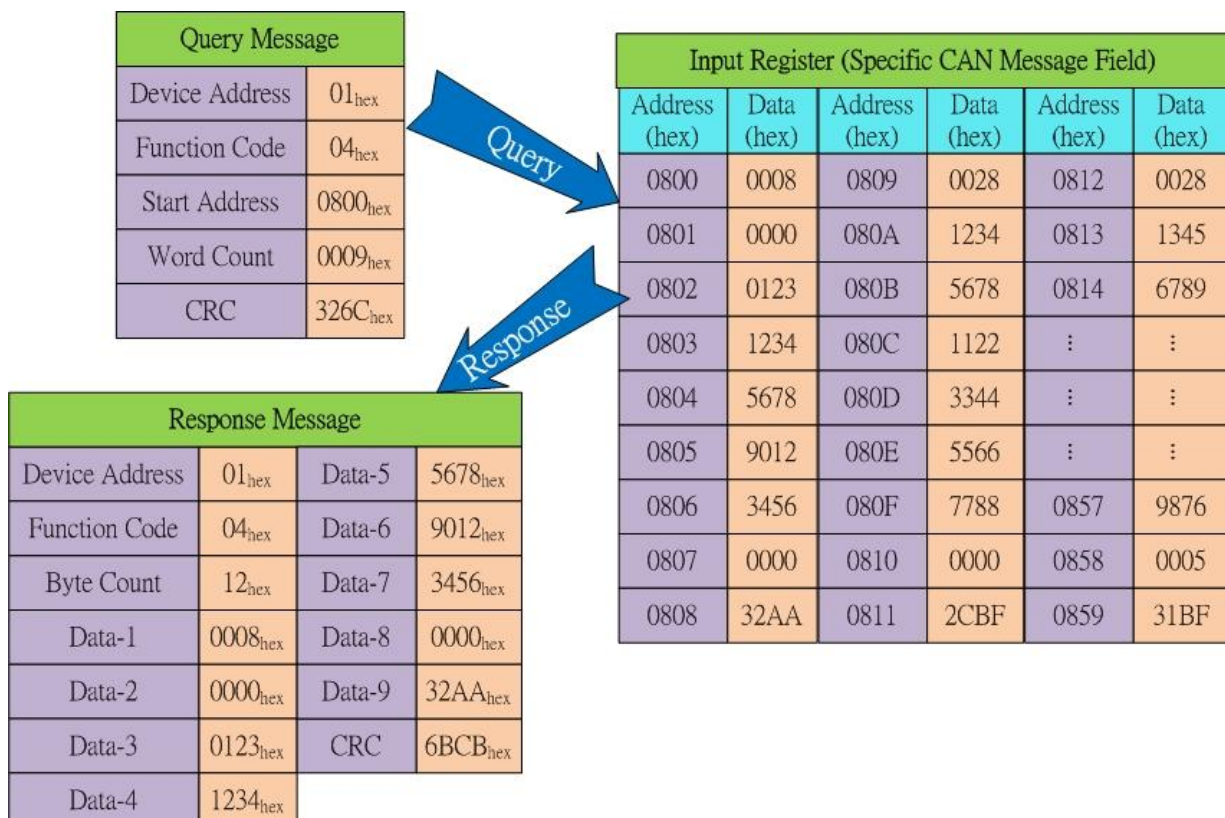 Query Message
Device Address 01hex
Function Code 04hex
Start Address 0800hex
Word Count 0009hex
CRC 326Chex
Query
Response
Input Register (Specific CAN Message Field)
Address (hex) Data (hex) Address (hex) Data (hex) Address (hex) Data (hex)
0800 0008 0809 0028 0812 0028
0801 0000 080A 1234 0813 1345
0802 0123 080B 5678 0814 6789
0803 1234 080C 1122 ⋮ ⋮
0804 5678 080D 3344 ⋮ ⋮
0805 9012 080E 5566 ⋮ ⋮
0806 3456 080F 7788 0857 9876
0807 0000 0810 0000 0858 0005
0808 32AA 0811 2CBF 0859 31BF
Response Message
Device Address 01hex Data-5 5678hex
Function Code 04hex Data-6 9012hex
Byte Count 12hex Data-7 3456hex
Data-1 0008hex Data-8 0000hex
Data-2 0000hex Data-9 32AAhex
Data-3 0123hex CRC 6BCBhex
Data-4 1234hex